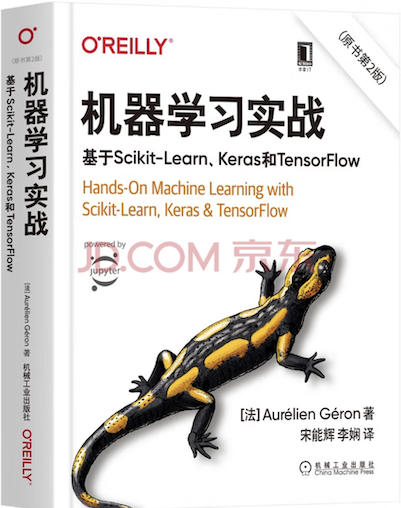 O'REILLY®
(原书第2版)
机器学习实战
基于Scikit-Learn、Keras和TensorFlow
Hands-On Machine Learning with
Scikit-Learn, Keras & TensorFlow
powered by
jupyter
JD.COM 京东
[法] Aurélien Géron 著
宋能辉 李娴 译
机械工业出版社
China Machine Press
(原书第2版)
机器学习实战
基于Scikit-Learn、Keras和TensorFlow
[法] Aurélien Géron 著
机械工业出版社
O'REILLY